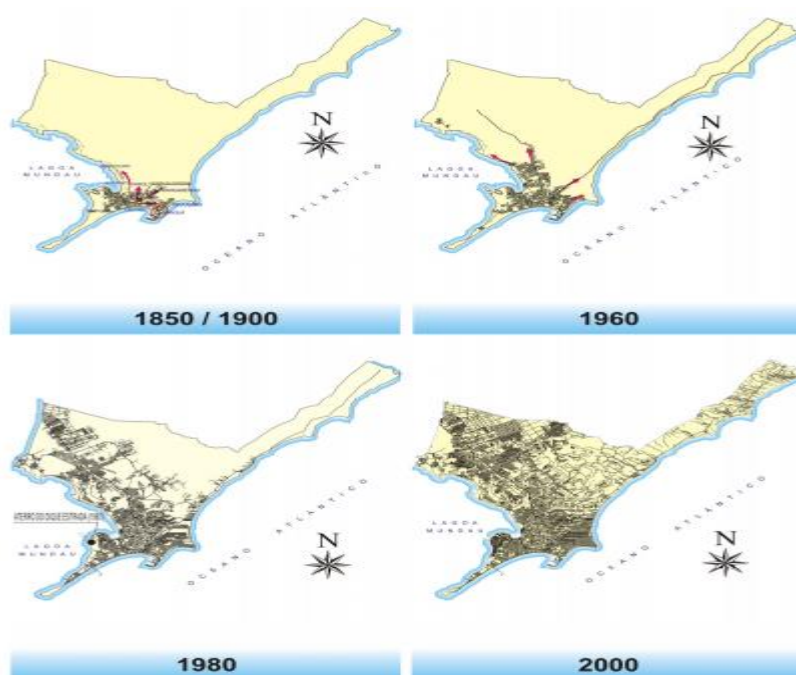 N
LAGOA
MUNDAU
OCEANO ATLÂNTICO
1850 / 1900
N
LAGOA
MUNDAU
OCEANO ATLÂNTICO
1960
N
LAGOA
MUNDAU
OCEANO ATLÂNTICO
1980
N
LAGOA
MUNDAU
OCEANO ATLÂNTICO
2000